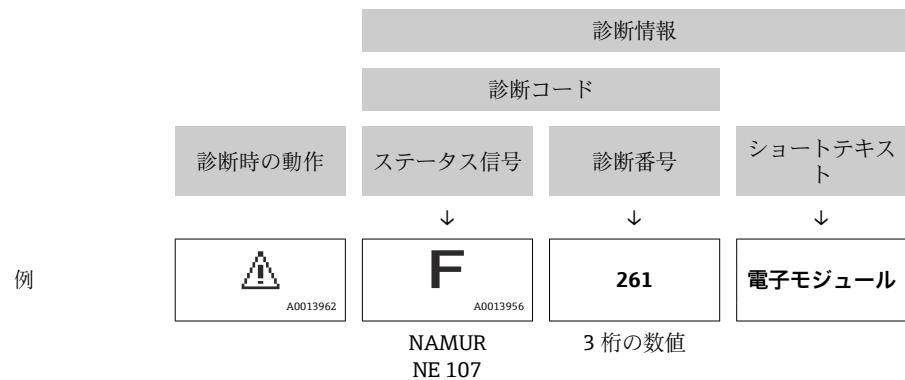 診断情報
診断コード
診断時の動作
ステータス信号
診断番号
ショートテキス
ト
↓
↓
↓
例
A0013962
F
A0013956
261
電子モジュール
NAMUR
NE 107
3 桁の数値